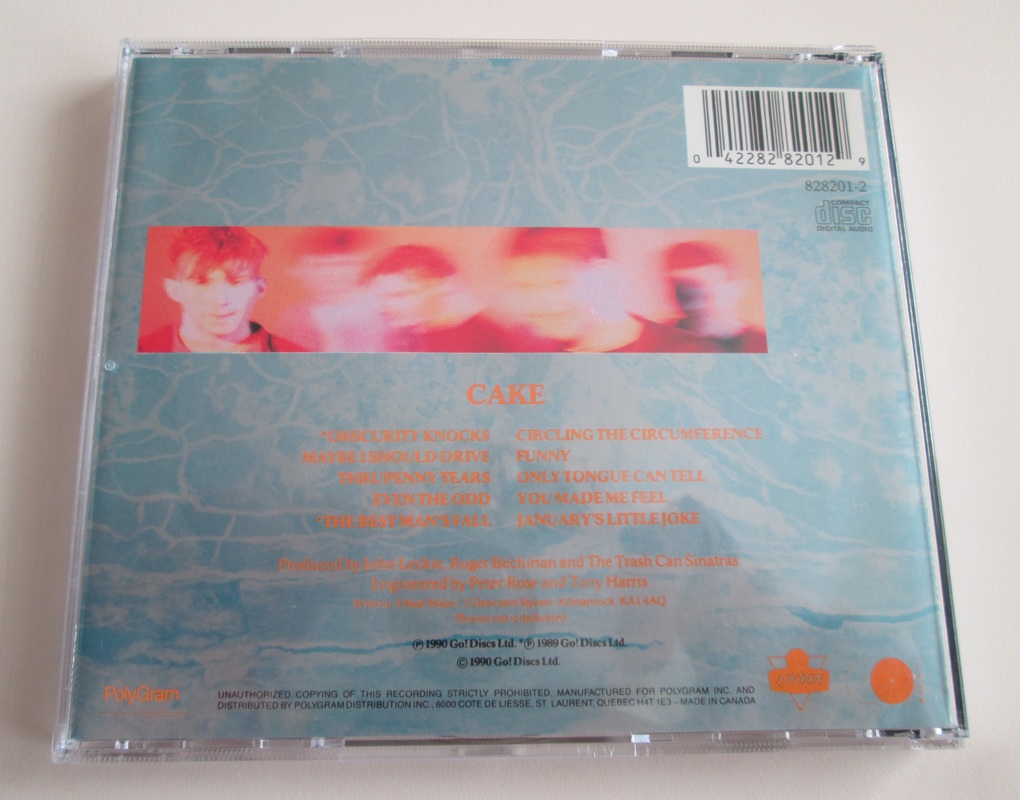 0 42282 82012 9
828201-2
COMPACT
disc
DIGITAL AUDIO
CAKE
*OBSCURITY KNOCKS
MAYBE I SHOULD DRIVE
THRUPENNY TEARS
EVEN THE ODD
*THE BEST MAN'S FALL
CIRCLING THE CIRCUMFERENCE
FUNNY
ONLY TONGUE CAN TELL
YOU MADE ME FEEL
JANUARY'S LITTLE JOKE
Produced by John Leckie, Roger Bechirian and The Trash Can Sinatras
Engineered by Peter Rose and Tony Harris
Square, Kilmarnock, KA1 4AQ
Ⓟ 1990 Go! Discs Ltd. *Ⓟ 1989 Go! Discs Ltd.
© 1990 Go! Discs Ltd.
PolyGram
UNAUTHORIZED COPYING OF THIS RECORDING STRICTLY PROHIBITED. MANUFACTURED FOR POLYGRAM INC. AND
DISTRIBUTED BY POLYGRAM DISTRIBUTION INC., 6000 COTE DE LIESSE, ST. LAURENT, QUEBEC H4T 1E3 – MADE IN CANADA
London